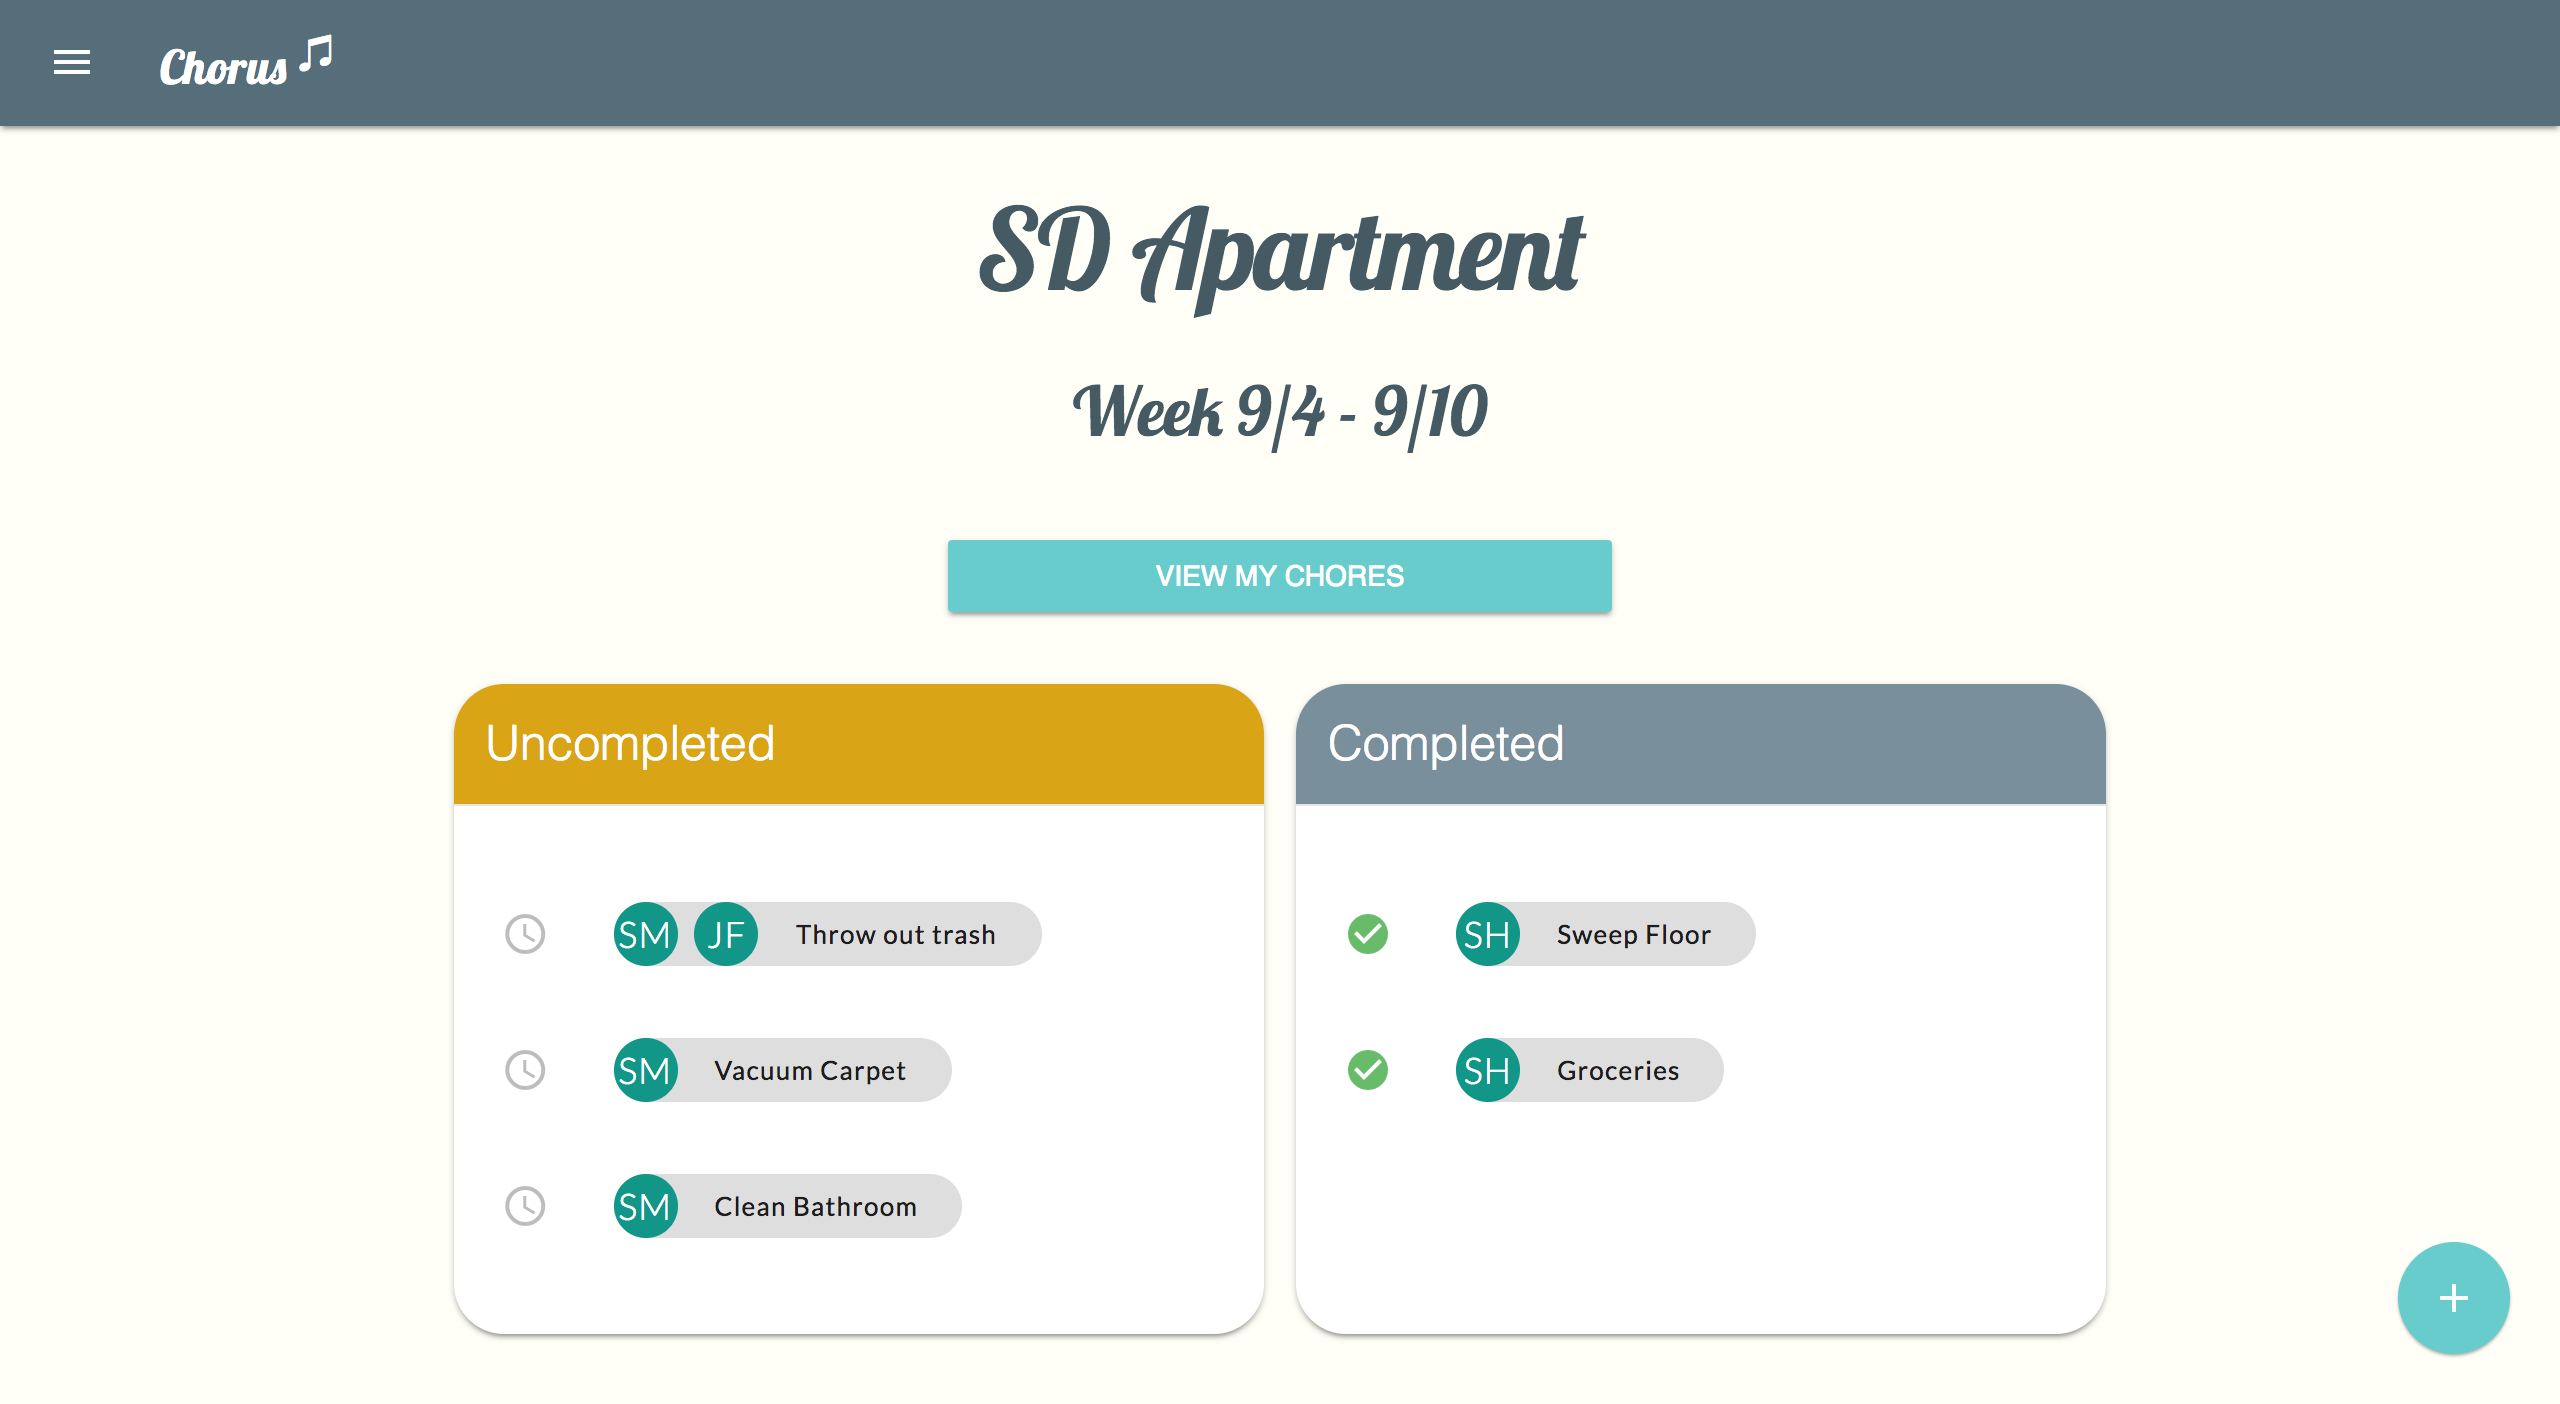 Chorus
SD Apartment
Week 9/4 - 9/10
VIEW MY CHORES
Uncompleted
SM JF Throw out trash
SM Vacuum Carpet
SM Clean Bathroom
Completed
SH Sweep Floor
SH Groceries